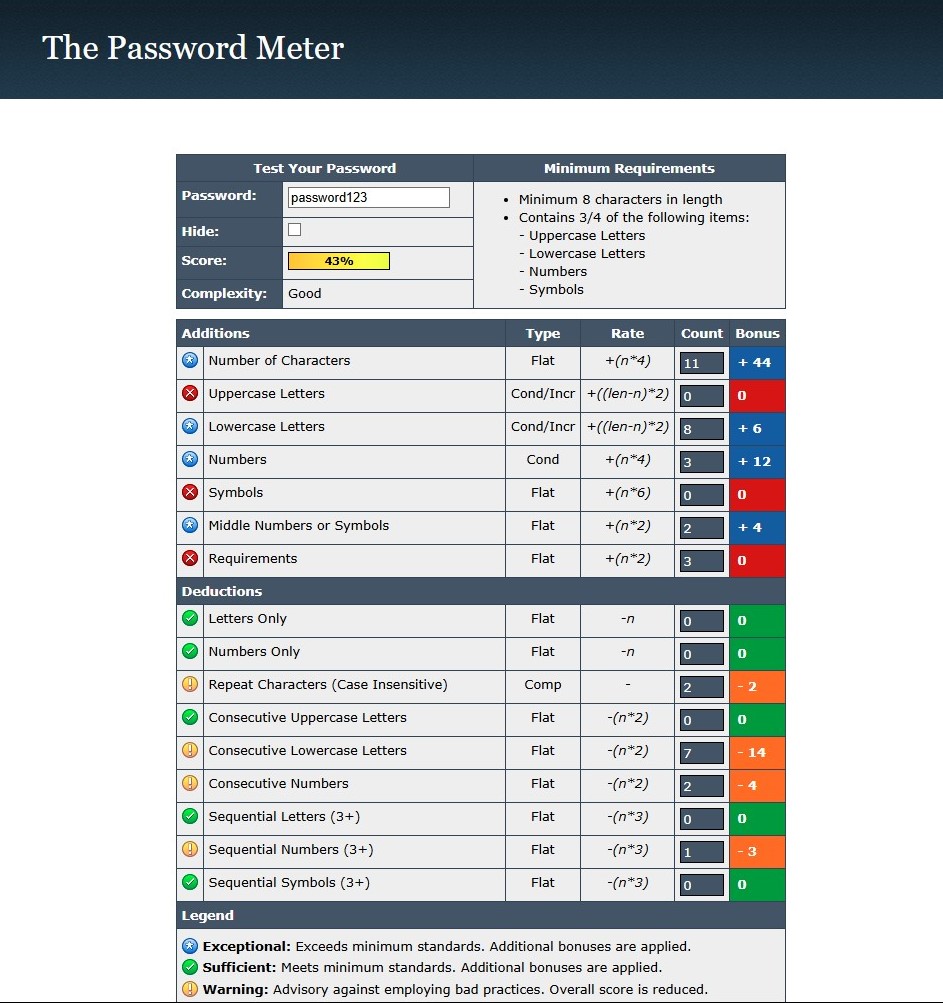 The Password Meter
Test Your Password Minimum Requirements
Password: password123
• Minimum 8 characters in length
• Contains 3/4 of the following items:
- Uppercase Letters
- Lowercase Letters
- Numbers
- Symbols
Hide:
Score: 43%
Complexity: Good
Additions Type Rate Count Bonus
Number of Characters Flat +(n*4) 11 + 44
Uppercase Letters Cond/Incr +((len-n)*2) 0 0
Lowercase Letters Cond/Incr +((len-n)*2) 8 + 6
Numbers Cond +(n*4) 3 + 12
Symbols Flat +(n*6) 0 0
Middle Numbers or Symbols Flat +(n*2) 2 + 4
Requirements Flat +(n*2) 3 0
Deductions
Letters Only Flat -n 0 0
Numbers Only Flat -n 0 0
Repeat Characters (Case Insensitive) Comp - 2 - 2
Consecutive Uppercase Letters Flat -(n*2) 0 0
Consecutive Lowercase Letters Flat -(n*2) 7 - 14
Consecutive Numbers Flat -(n*2) 2 - 4
Sequential Letters (3+) Flat -(n*3) 0 0
Sequential Numbers (3+) Flat -(n*3) 1 - 3
Sequential Symbols (3+) Flat -(n*3) 0 0
Legend
Exceptional: Exceeds minimum standards. Additional bonuses are applied.
Sufficient: Meets minimum standards. Additional bonuses are applied.
Warning: Advisory against employing bad practices. Overall score is reduced.